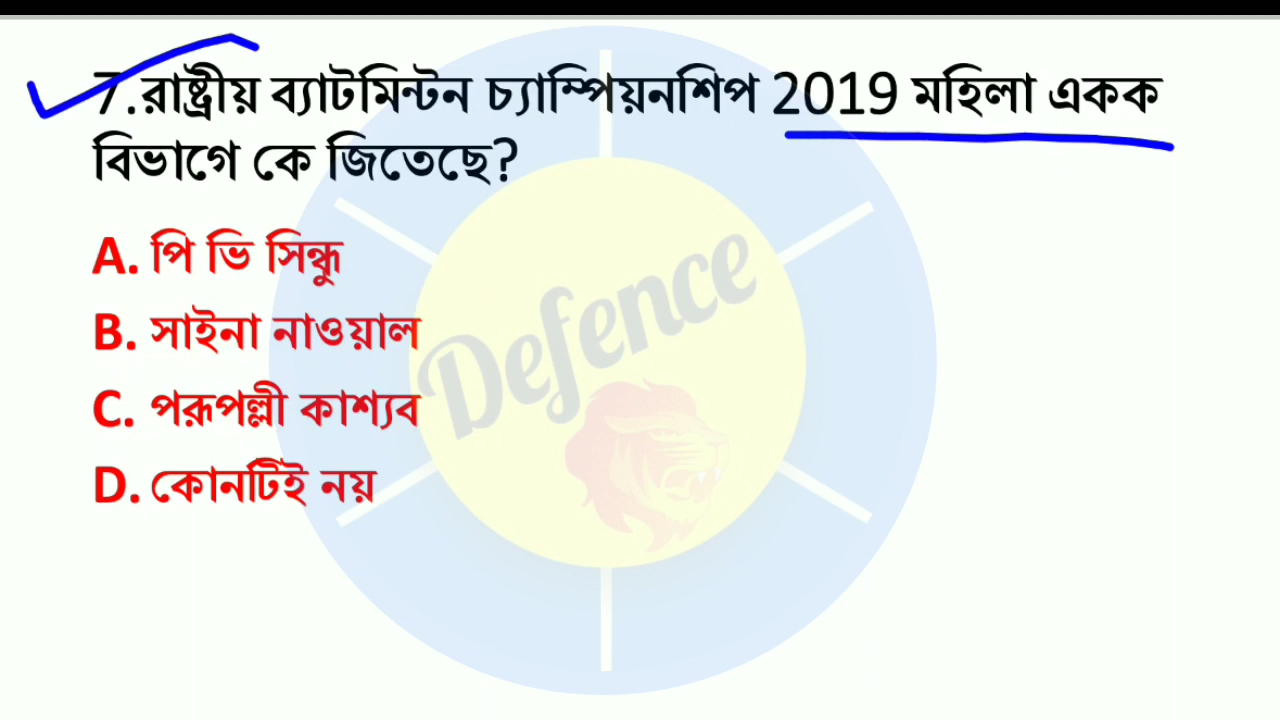 7.রাষ্ট্রীয় ব্যাটমিন্টন চ্যাম্পিয়নশিপ 2019 মহিলা একক
বিভাগে কে জিতেছে?
A. পি ভি সিন্ধু
B. সাইনা নাওয়াল
C. পরূপল্লী কাশ্যব
D. কোনটিই নয়
Defence